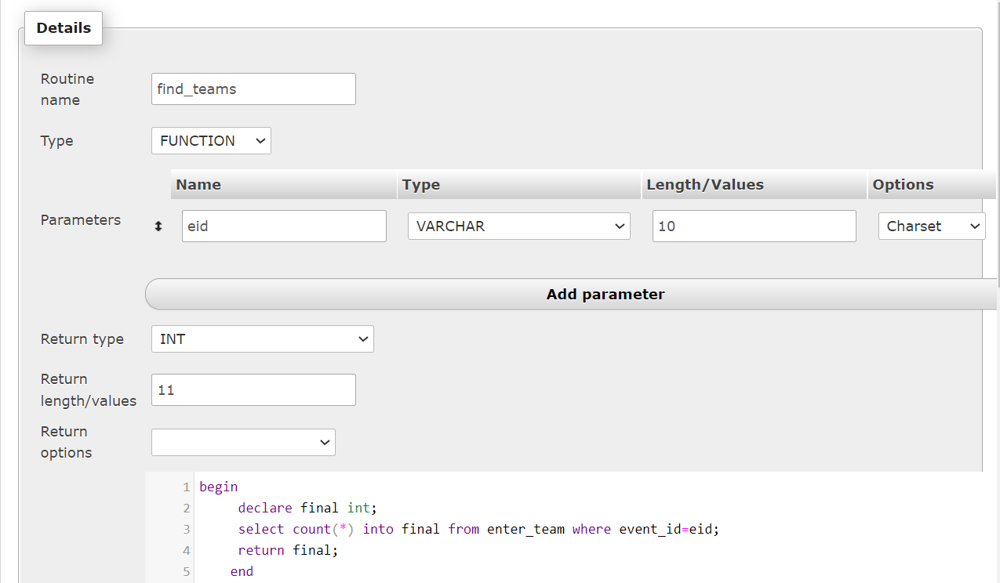 Details
Routine
name
find_teams
Type
FUNCTION
Name Type Length/Values Options
Parameters
eid VARCHAR 10 Charset
Add parameter
Return type
INT
Return
length/values
11
Return
options
1 begin
2 declare final int;
3 select count(*) into final from enter_team where event_id=eid;
4 return final;
5 end